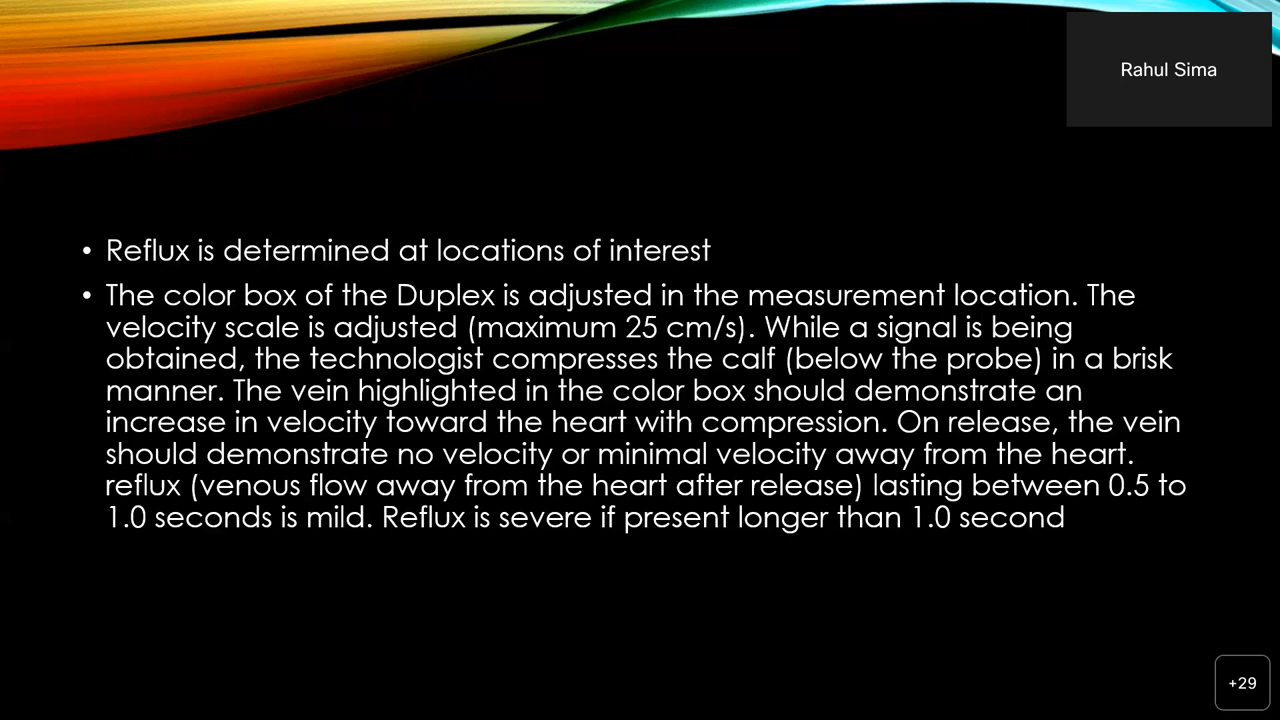 Rahul Sima
• Reflux is determined at locations of interest
• The color box of the Duplex is adjusted in the measurement location. The
velocity scale is adjusted (maximum 25 cm/s). While a signal is being
obtained, the technologist compresses the calf (below the probe) in a brisk
manner. The vein highlighted in the color box should demonstrate an
increase in velocity toward the heart with compression. On release, the vein
should demonstrate no velocity or minimal velocity away from the heart.
reflux (venous flow away from the heart after release) lasting between 0.5 to
1.0 seconds is mild. Reflux is severe if present longer than 1.0 second
+29